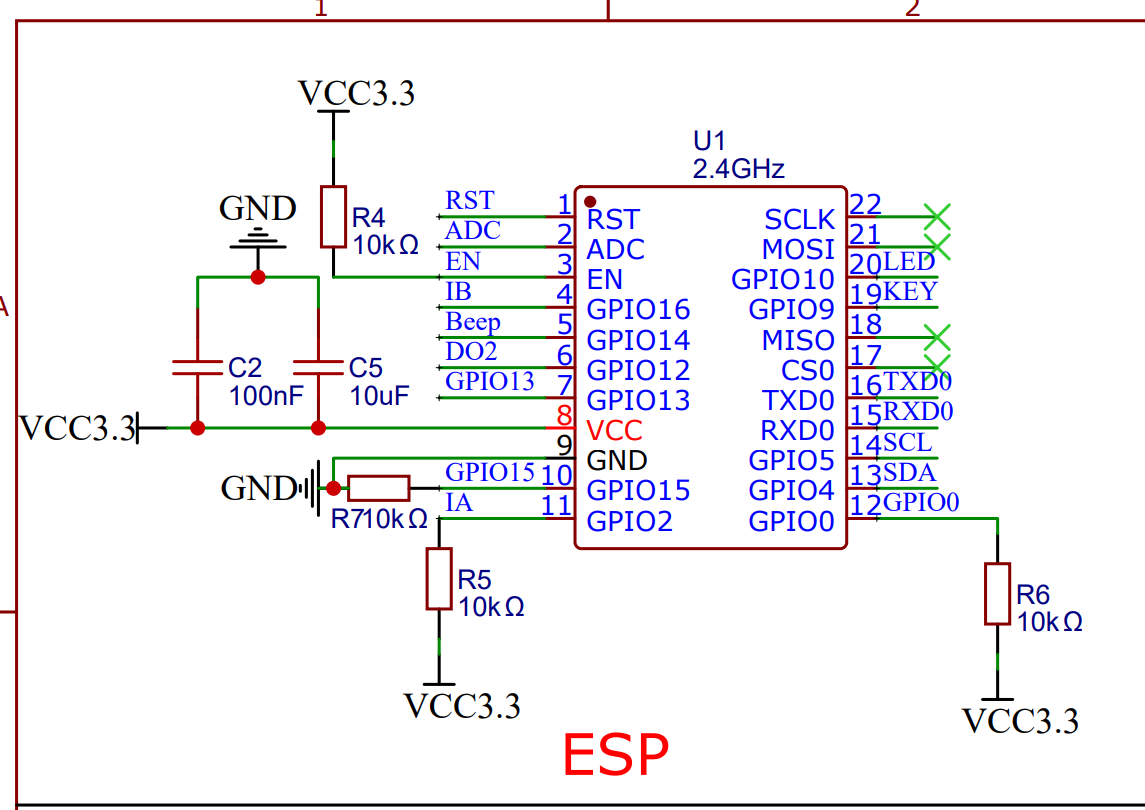 1 2
A
VCC3.3
GND
R4
10kΩ
C2
100nF
C5
10uF
VCC3.3
GND
R7 10kΩ
R5
10kΩ
VCC3.3
U1
2.4GHz
RST 1 RST
ADC 2 ADC
EN 3 EN
IB 4 GPIO16
Beep 5 GPIO14
DO2 6 GPIO12
GPIO13 7 GPIO13
8 VCC
9 GND
GPIO15 10 GPIO15
IA 11 GPIO2
SCLK 22
MOSI 21
GPIO10 20 LED
GPIO9 19 KEY
MISO 18
CS0 17
TXD0 16 TXD0
RXD0 15 RXD0
GPIO5 14 SCL
GPIO4 13 SDA
GPIO0 12 GPIO0
R6
10kΩ
VCC3.3
ESP